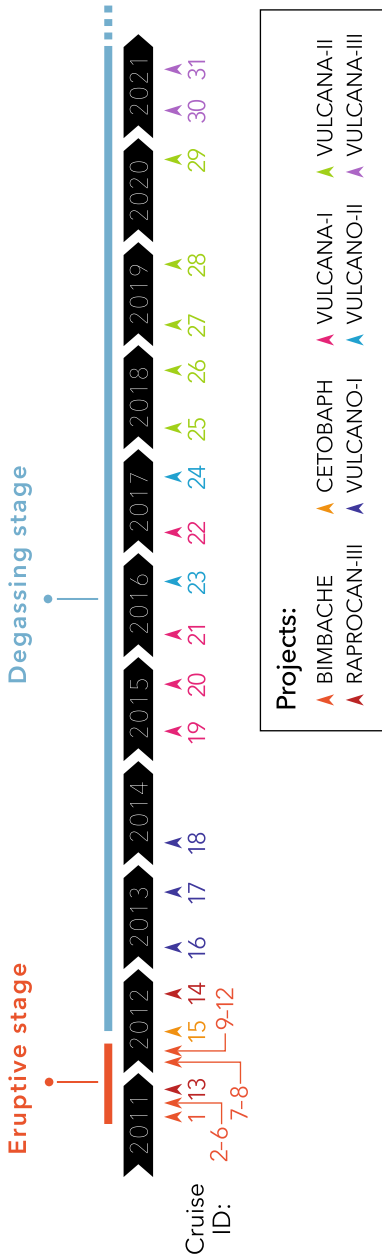 Eruptive stage
Degassing stage
2011 2012 2013 2014 2015 2016 2017 2018 2019 2020 2021
Cruise
ID:
1 13 15 14 16 17 18 19 20 21 23 22 24 25 26 27 28 29 30 31
2–6
7–8
9–12
Projects:
BIMBACHE CETOBAPH VULCANA-I VULCANA-II
RAPROCAN-III VULCANO-I VULCANO-II VULCANA-III